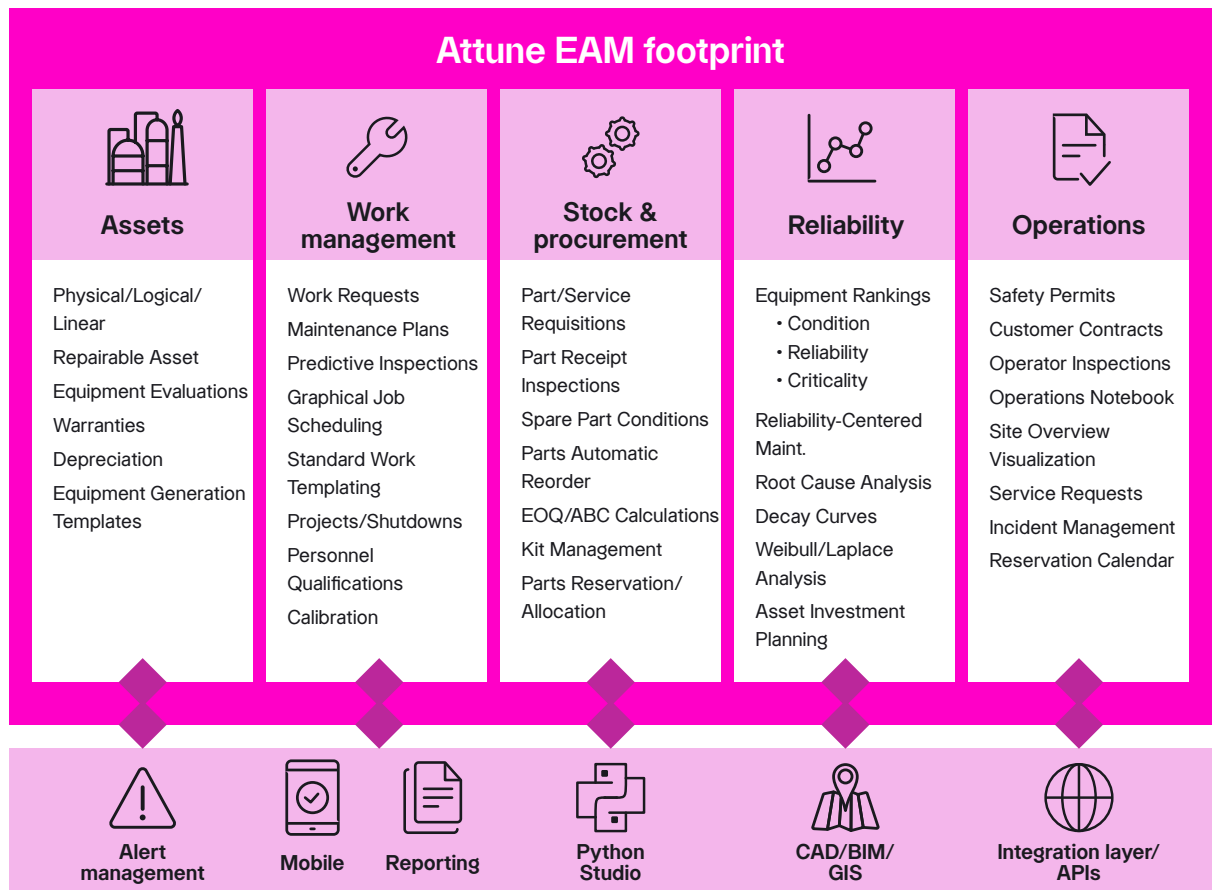 Attune EAM footprint
Assets
Physical/Logical/
Linear
Repairable Asset
Equipment Evaluations
Warranties
Depreciation
Equipment Generation
Templates
Work
management
Work Requests
Maintenance Plans
Predictive Inspections
Graphical Job
Scheduling
Standard Work
Templating
Projects/Shutdowns
Personnel
Qualifications
Calibration
Stock &
procurement
Part/Service
Requisitions
Part Receipt
Inspections
Spare Part Conditions
Parts Automatic
Reorder
EOQ/ABC Calculations
Kit Management
Parts Reservation/
Allocation
Reliability
Equipment Rankings
• Condition
• Reliability
• Criticality
Reliability-Centered
Maint.
Root Cause Analysis
Decay Curves
Weibull/Laplace
Analysis
Asset Investment
Planning
Operations
Safety Permits
Customer Contracts
Operator Inspections
Operations Notebook
Site Overview
Visualization
Service Requests
Incident Management
Reservation Calendar
Alert
management
Mobile
Reporting
Python
Studio
CAD/BIM/
GIS
Integration layer/
APIs